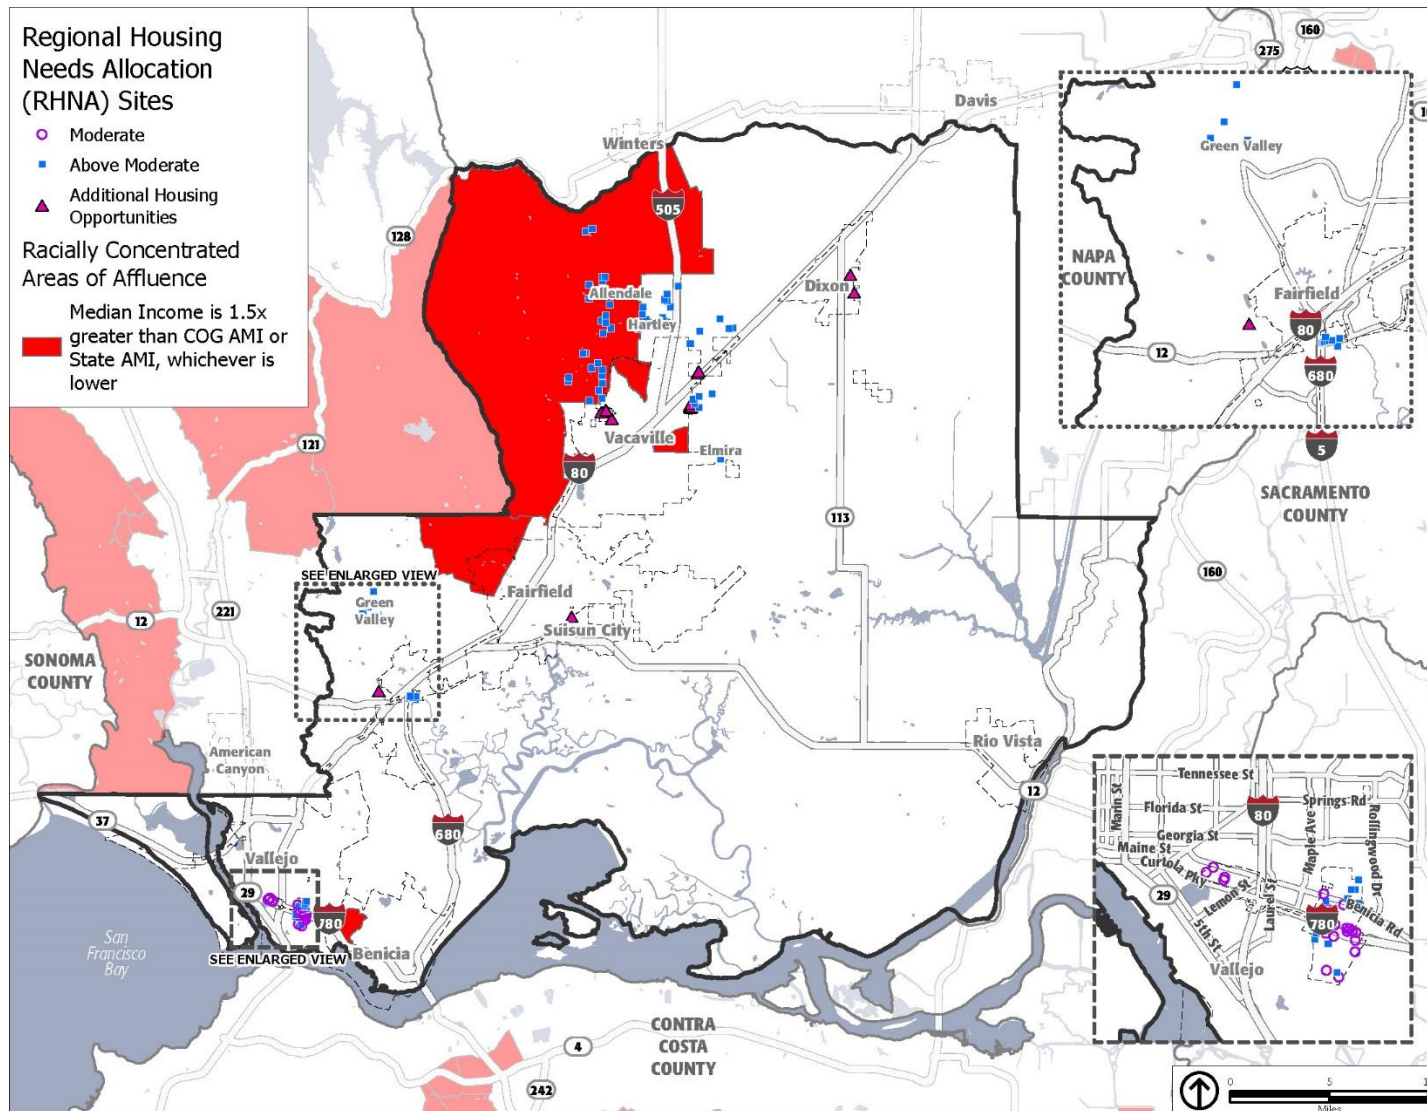 Regional Housing
Needs Allocation
(RHNA) Sites
Moderate
Above Moderate
Additional Housing
Opportunities
Racially Concentrated
Areas of Affluence
Median Income is 1.5x
greater than COG AMI or
State AMI, whichever is
lower
160
275
Davis
Winters
505
128
Green Valley
NAPA
COUNTY
Fairfield
80
12
680
Allendale
Dixon
Hartley
Vacaville
Elmira
80
121
113
5
SACRAMENTO
COUNTY
160
SEE ENLARGED VIEW
Green
Valley
Fairfield
Suisun City
221
12
SONOMA
COUNTY
American
Canyon
Rio Vista
12
680
37
Vallejo
29
780
Benicia
SEE ENLARGED VIEW
San
Francisco
Bay
Tennessee St
Marin St
Florida St
80
Springs Rd
Maple Ave
Rollingwood Dr
Georgia St
Maine St
Curtola Pky
Lemon St
Laurel St
29
5th St
780
Benicia Rd
Vallejo
CONTRA
COSTA
COUNTY
4
242
0
5
Miles